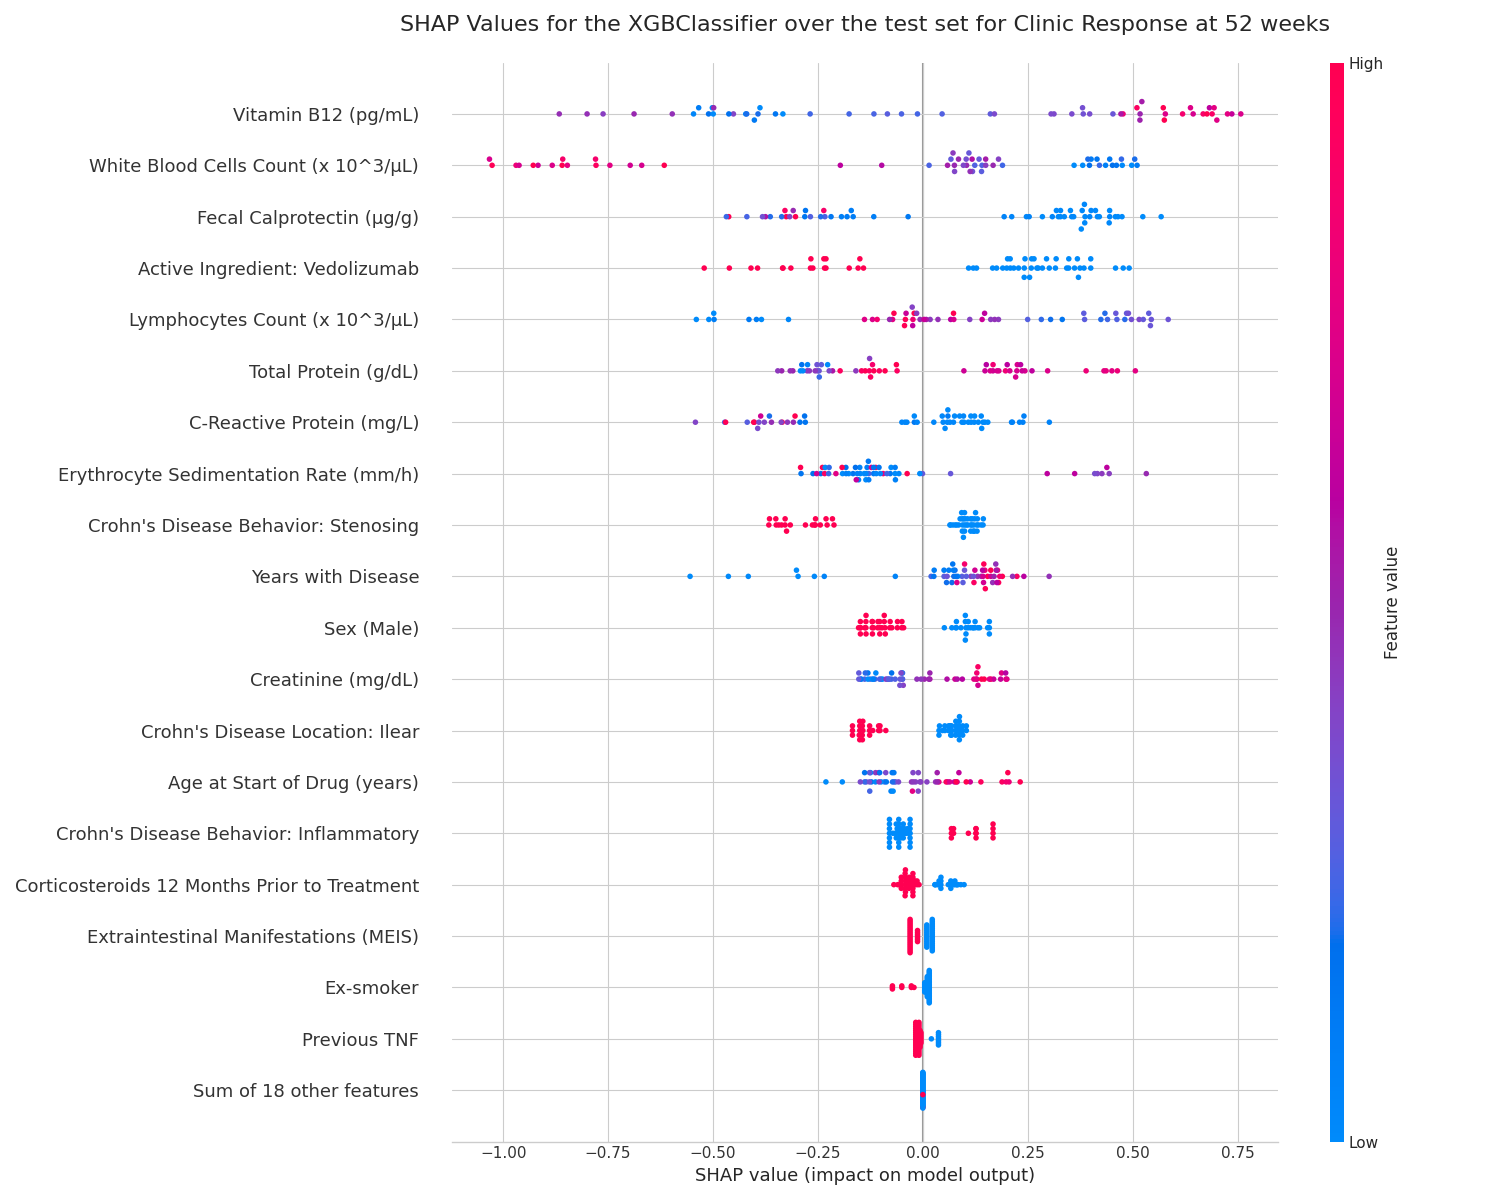 SHAP Values for the XGBClassifier over the test set for Clinic Response at 52 weeks
High
Vitamin B12 (pg/mL)
White Blood Cells Count (x 10^3/μL)
Fecal Calprotectin (μg/g)
Active Ingredient: Vedolizumab
Lymphocytes Count (x 10^3/μL)
Total Protein (g/dL)
C-Reactive Protein (mg/L)
Erythrocyte Sedimentation Rate (mm/h)
Crohn's Disease Behavior: Stenosing
Years with Disease
Sex (Male)
Creatinine (mg/dL)
Crohn's Disease Location: Ilear
Age at Start of Drug (years)
Crohn's Disease Behavior: Inflammatory
Corticosteroids 12 Months Prior to Treatment
Extraintestinal Manifestations (MEIS)
Ex-smoker
Previous TNF
Sum of 18 other features
Feature value
Low
−1.00 −0.75 −0.50 −0.25 0.00 0.25 0.50 0.75
SHAP value (impact on model output)